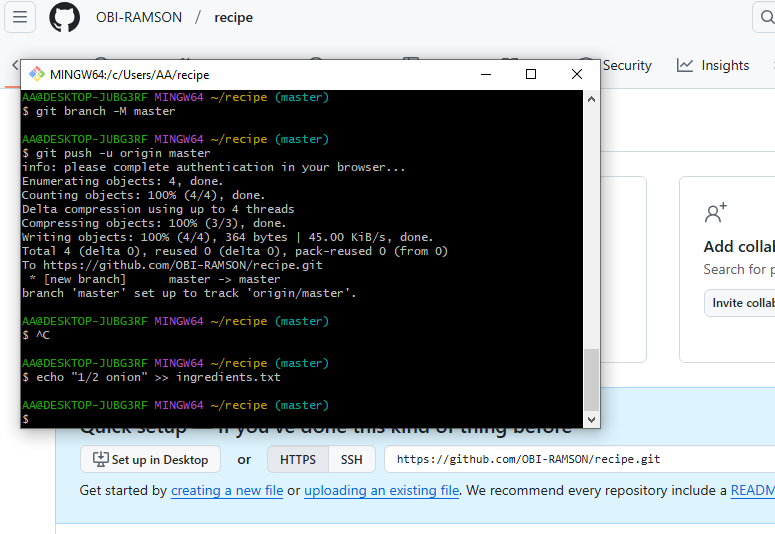 OBI-RAMSON / recipe
Security
Insights
MINGW64:/c/Users/AA/recipe
AA@DESKTOP-JUBG3RF MINGW64 ~/recipe (master)
$ git branch -M master
AA@DESKTOP-JUBG3RF MINGW64 ~/recipe (master)
$ git push -u origin master
info: please complete authentication in your browser...
Enumerating objects: 4, done.
Counting objects: 100% (4/4), done.
Delta compression using up to 4 threads
Compressing objects: 100% (3/3), done.
Writing objects: 100% (4/4), 364 bytes | 45.00 KiB/s, done.
Total 4 (delta 0), reused 0 (delta 0), pack-reused 0 (from 0)
To https://github.com/OBI-RAMSON/recipe.git
* [new branch] master -> master
branch 'master' set up to track 'origin/master'.
AA@DESKTOP-JUBG3RF MINGW64 ~/recipe (master)
$ ^C
AA@DESKTOP-JUBG3RF MINGW64 ~/recipe (master)
$ echo "1/2 onion" >> ingredients.txt
AA@DESKTOP-JUBG3RF MINGW64 ~/recipe (master)
$
Add collab
Search for p
Invite collab
Quick setup — if you've done this kind of thing before
Set up in Desktop or HTTPS SSH https://github.com/OBI-RAMSON/recipe.git
Get started by creating a new file or uploading an existing file. We recommend every repository include a READM